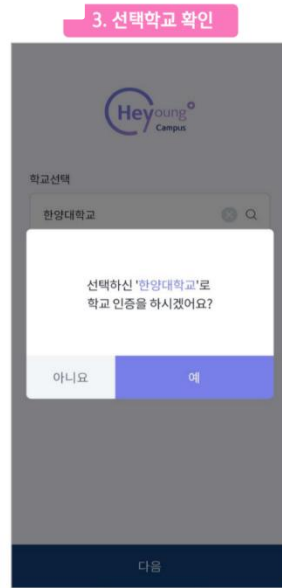 3. 선택학교 확인
Heyoung
Campus
학교선택
한양대학교
선택하신 '한양대학교'로
학교 인증을 하시겠어요?
아니요 예
다음